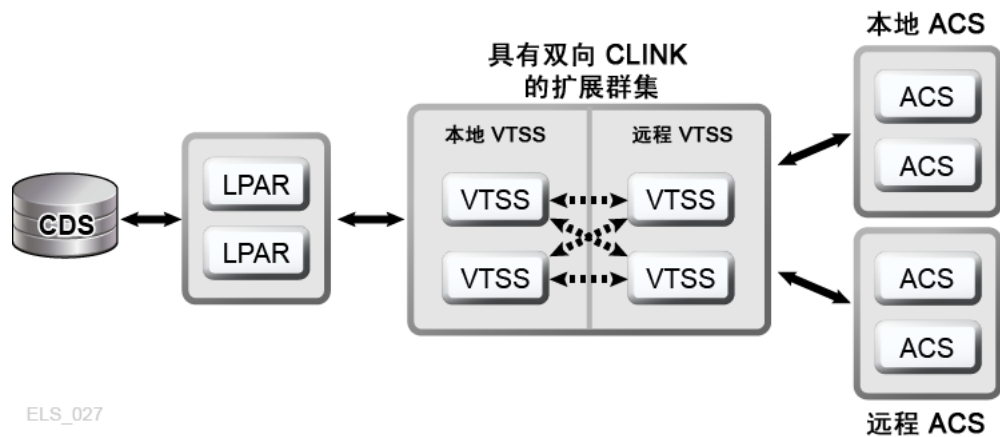 本地 ACS
具有双向 CLINK
的扩展群集
本地 VTSS
远程 VTSS
ACS
ACS
LPAR
LPAR
CDS
VTSS
VTSS
VTSS
VTSS
ACS
ACS
远程 ACS
ELS_027